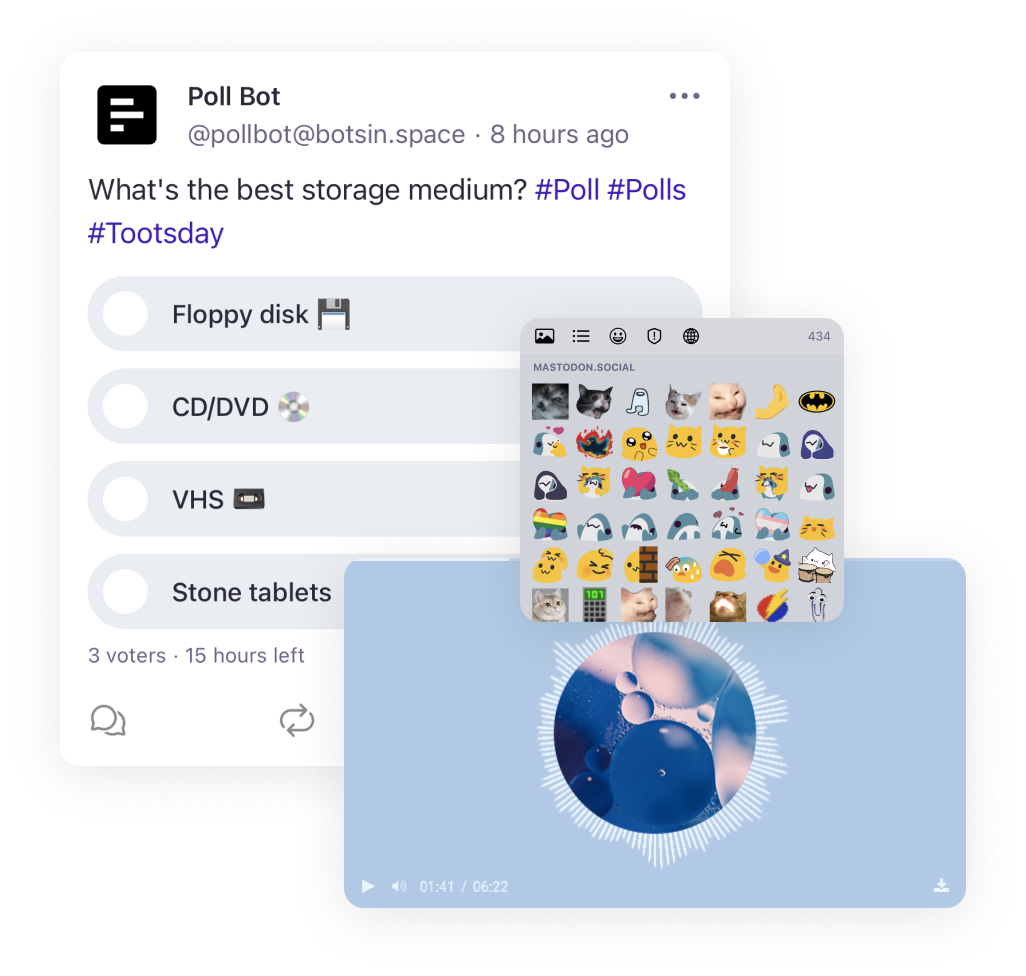 Poll Bot
@pollbot@botsin.space · 8 hours ago
What's the best storage medium? #Poll #Polls
#Tootsday
Floppy disk
CD/DVD
VHS
Stone tablets
3 voters · 15 hours left
434
MASTODON.SOCIAL
101
01:41 / 06:22